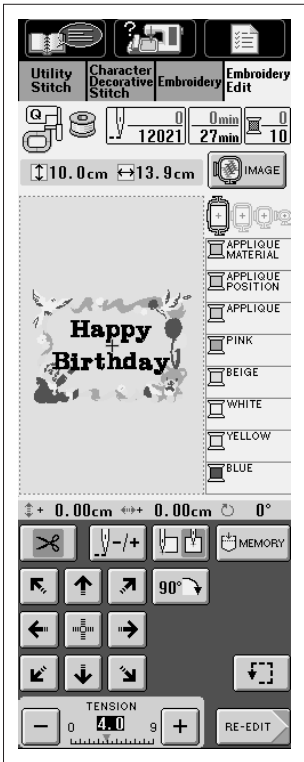 Utility Stitch
Character Decorative Stitch
Embroidery
Embroidery Edit
Q
0
12021
0min
27min
0
10
10.0cm 13.9cm
IMAGE
APPLIQUE MATERIAL
APPLIQUE POSITION
APPLIQUE
PINK
BEIGE
WHITE
YELLOW
BLUE
Happy
Birthday
+ 0.00cm + 0.00cm 0°
-/+
MEMORY
90°
TENSION
- 0 4.0 9 +
RE-EDIT